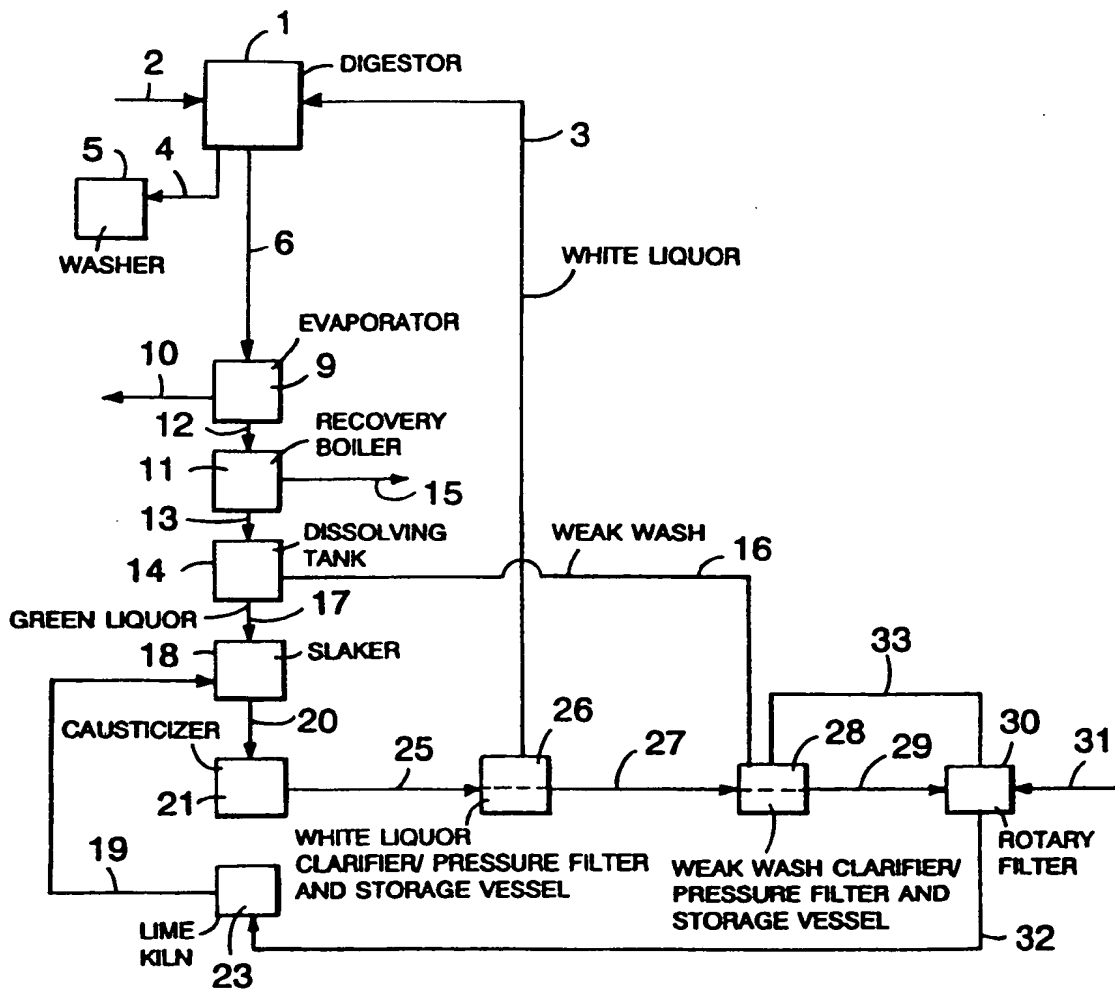 1
2
DIGESTOR
3
5
4
WASHER
6
WHITE LIQUOR
EVAPORATOR
10
9
12
RECOVERY
BOILER
11
15
13
DISSOLVING
TANK
WEAK WASH
16
14
GREEN LIQUOR
17
18
SLAKER
33
20
CAUSTICIZER
26
25
27
28
29
30
31
21
WHITE LIQUOR
CLARIFIER/ PRESSURE FILTER
AND STORAGE VESSEL
WEAK WASH CLARIFIER/
PRESSURE FILTER AND
STORAGE VESSEL
ROTARY
FILTER
19
LIME
KILN
23
32